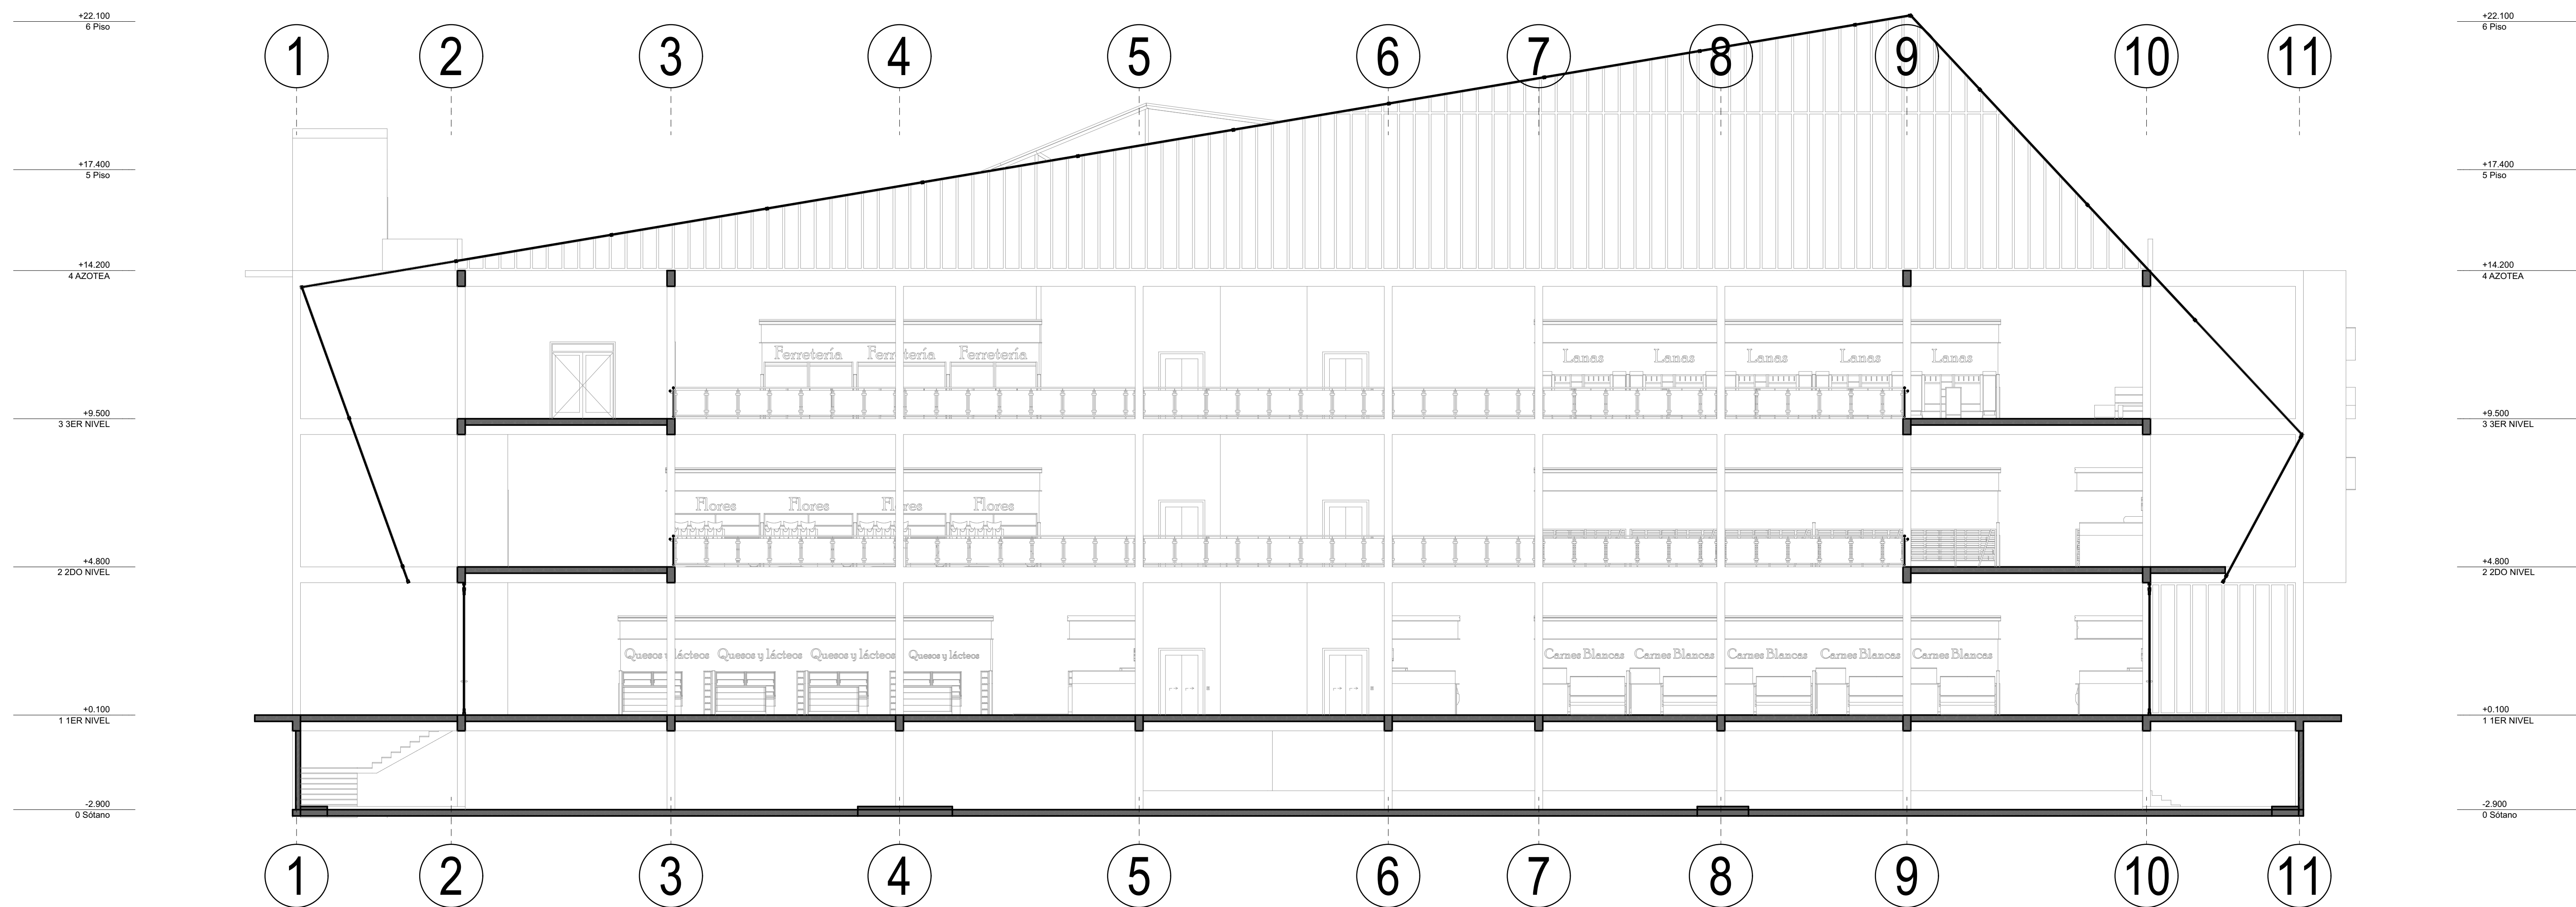 +22.100
6 Piso
1 2 3 4 5 6 7 8 9 10 11
+22.100
6 Piso
+17.400
5 Piso
+17.400
5 Piso
+14.200
4 AZOTEA
+14.200
4 AZOTEA
Ferretería Ferretería Ferretería Lanas Lanas Lanas Lanas Lanas
+9.500
3 3ER NIVEL
+9.500
3 3ER NIVEL
Flores Flores Flores Flores
+4.800
2 2DO NIVEL
+4.800
2 2DO NIVEL
Quesos y lácteos Quesos y lácteos Quesos y lácteos Quesos y lácteos Carnes Blancas Carnes Blancas Carnes Blancas Carnes Blancas Carnes Blancas
+0.100
1 1ER NIVEL
+0.100
1 1ER NIVEL
-2.900
0 Sótano
-2.900
0 Sótano
1 2 3 4 5 6 7 8 9 10 11